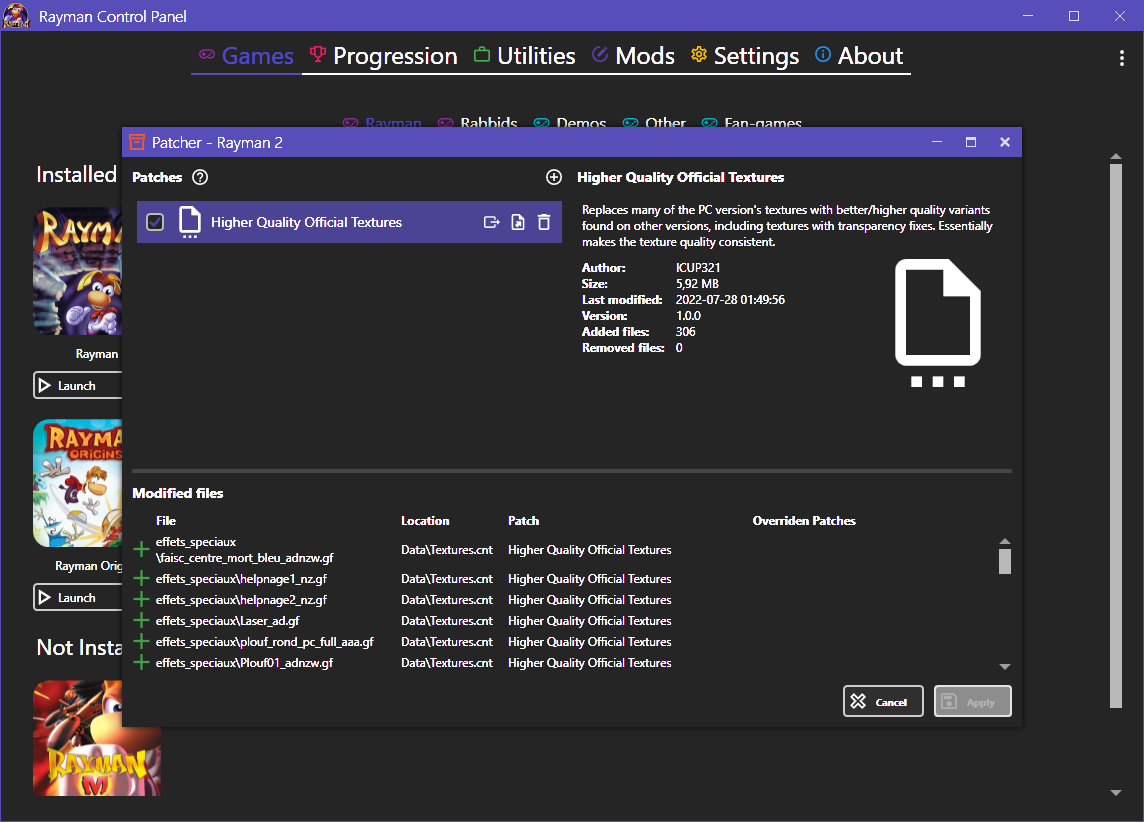 Rayman Control Panel
Games Progression Utilities Mods Settings About
Rayman Rabbids Demos Other Fan-games
Patcher - Rayman 2
Installed
Patches
Higher Quality Official Textures
Higher Quality Official Textures
Replaces many of the PC version's textures with better/higher quality variants
found on other versions, including textures with transparency fixes. Essentially
makes the texture quality consistent.
Author: ICUP321
Size: 5,92 MB
Last modified: 2022-07-28 01:49:56
Version: 1.0.0
Added files: 306
Removed files: 0
RAYMA
Rayman
Launch
RAYMA
ORIGINS
Rayman Orig
Launch
Not Insta
RAYMAN
M
Modified files
File Location Patch Overriden Patches
effets_speciaux
\faisc_centre_mort_bleu_adnzw.gf Data\Textures.cnt Higher Quality Official Textures
effets_speciaux\helpnage1_nz.gf Data\Textures.cnt Higher Quality Official Textures
effets_speciaux\helpnage2_nz.gf Data\Textures.cnt Higher Quality Official Textures
effets_speciaux\Laser_ad.gf Data\Textures.cnt Higher Quality Official Textures
effets_speciaux\plouf_rond_pc_full_aaa.gf Data\Textures.cnt Higher Quality Official Textures
effets_speciaux\Plouf01_adnzw.gf Data\Textures.cnt Higher Quality Official Textures
Cancel Apply